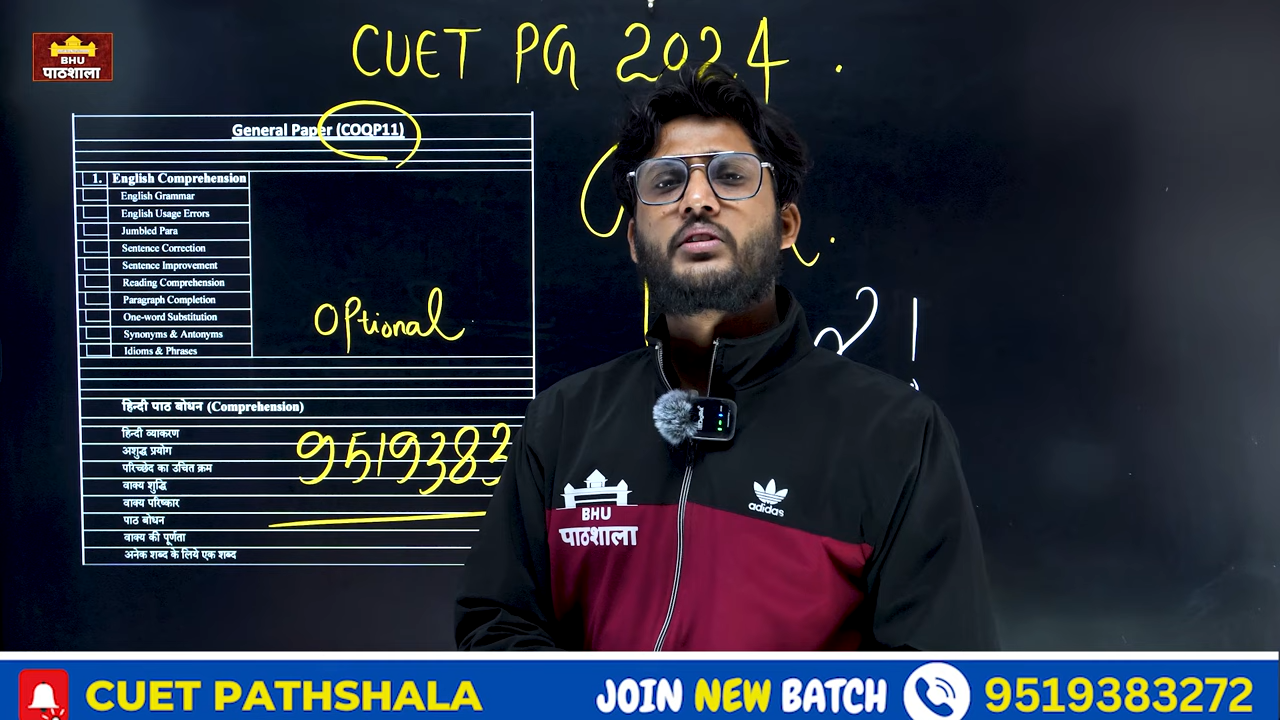 CUET PG 2024.
BHU
पाठशाला
General Paper (COQP11)
1. English Comprehension
English Grammar
English Usage Errors
Jumbled Para
Sentence Correction
Sentence Improvement
Reading Comprehension
Paragraph Completion
One-word Substitution
Synonyms & Antonyms
Idioms & Phrases
Optional
हिन्दी पाठ बोधन (Comprehension)
हिन्दी व्याकरण
अशुद्ध प्रयोग
परिच्छेद का उचित क्रम
वाक्य शुद्धि
वाक्य परिष्कार
पाठ बोधन
वाक्य की पूर्णता
अनेक शब्द के लिये एक शब्द
9519383
BHU
पाठशाला
adidas
CUET PATHSHALA
JOIN NEW BATCH
9519383272